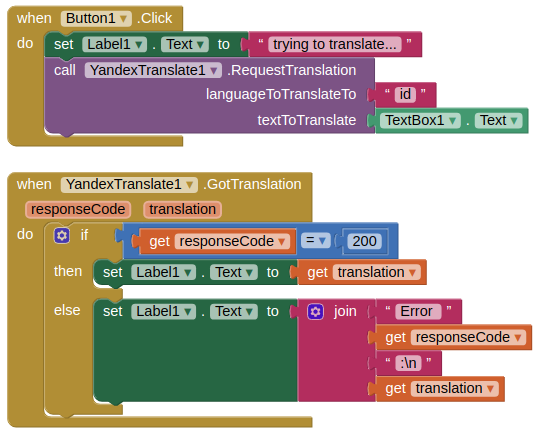 when Button1 ▾ .Click
do set Label1 ▾ . Text ▾ to “ trying to translate... ”
call YandexTranslate1 ▾ .RequestTranslation
languageToTranslateTo “ id ”
textToTranslate TextBox1 ▾ . Text ▾
when YandexTranslate1 ▾ .GotTranslation
responseCode translation
do if get responseCode ▾ = ▾ 200
then set Label1 ▾ . Text ▾ to get translation ▾
else set Label1 ▾ . Text ▾ to join “ Error ”
get responseCode ▾
“ :\n ”
get translation ▾